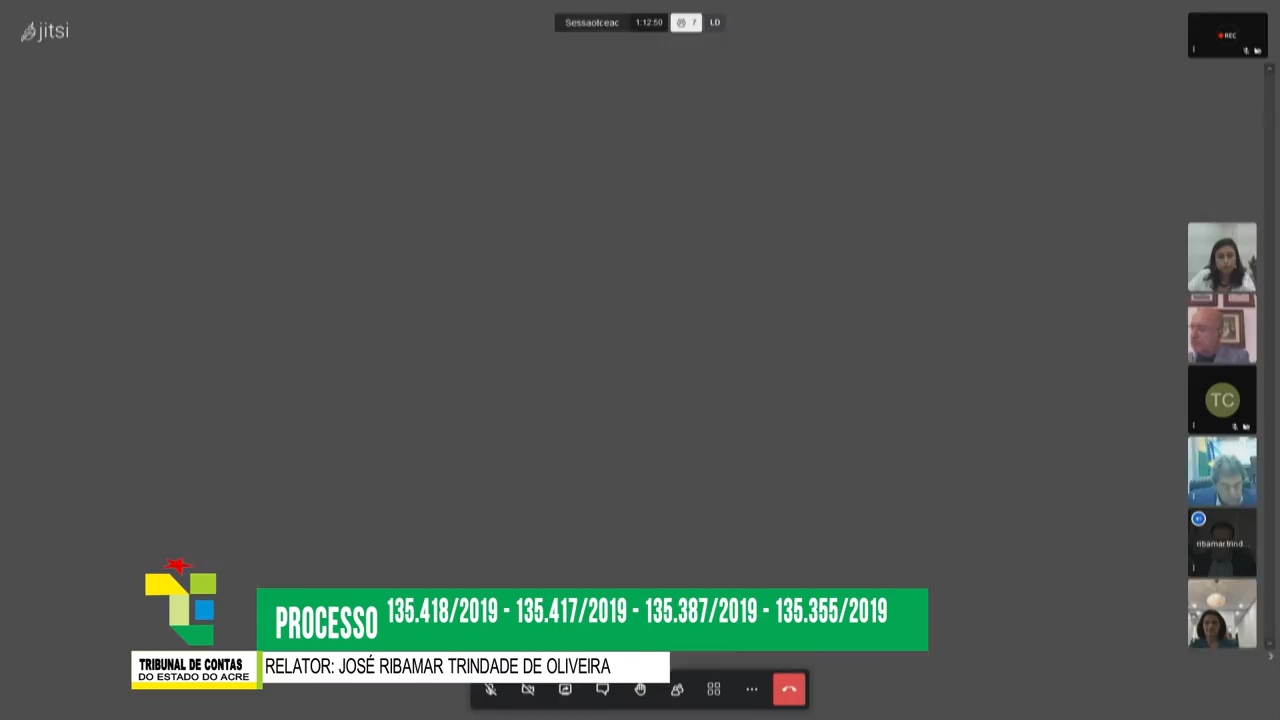 jitsi
Sessaotceac 1:12:50 7 LD
REC
TC
ribamar.trind...
PROCESSO 135.418/2019 - 135.417/2019 - 135.387/2019 - 135.355/2019
TRIBUNAL DE CONTAS
DO ESTADO DO ACRE
RELATOR: JOSÉ RIBAMAR TRINDADE DE OLIVEIRA